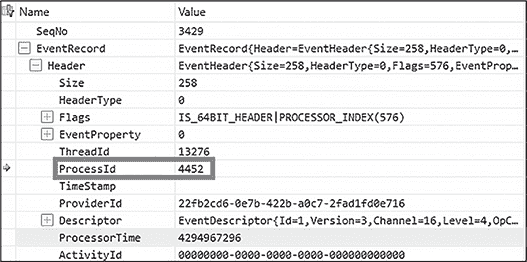 Name Value
SeqNo 3429
EventRecord EventRecord{Header=EventHeader{Size=258,HeaderType=0,
Header EventHeader{Size=258,HeaderType=0,Flags=576,EventProp
Size 258
HeaderType 0
Flags IS_64BIT_HEADER|PROCESSOR_INDEX(576)
EventProperty 0
ThreadId 13276
ProcessId 4452
TimeStamp
ProviderId 22fb2cd6-0e7b-422b-a0c7-2fad1fd0e716
Descriptor EventDescriptor{Id=1,Version=3,Channel=16,Level=4,OpC
ProcessorTime 4294967296
ActivityId 00000000-0000-0000-0000-000000000000